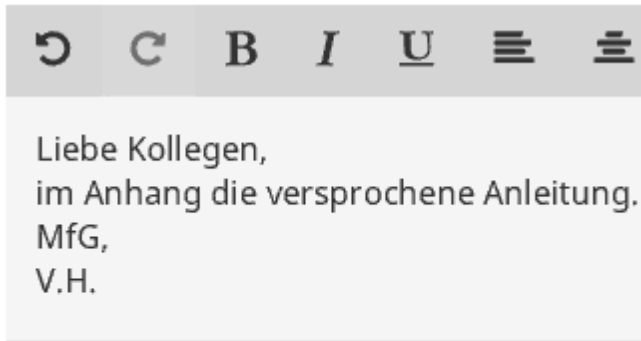 B I U
Liebe Kollegen,
im Anhang die versprochene Anleitung.
MfG,
V.H.